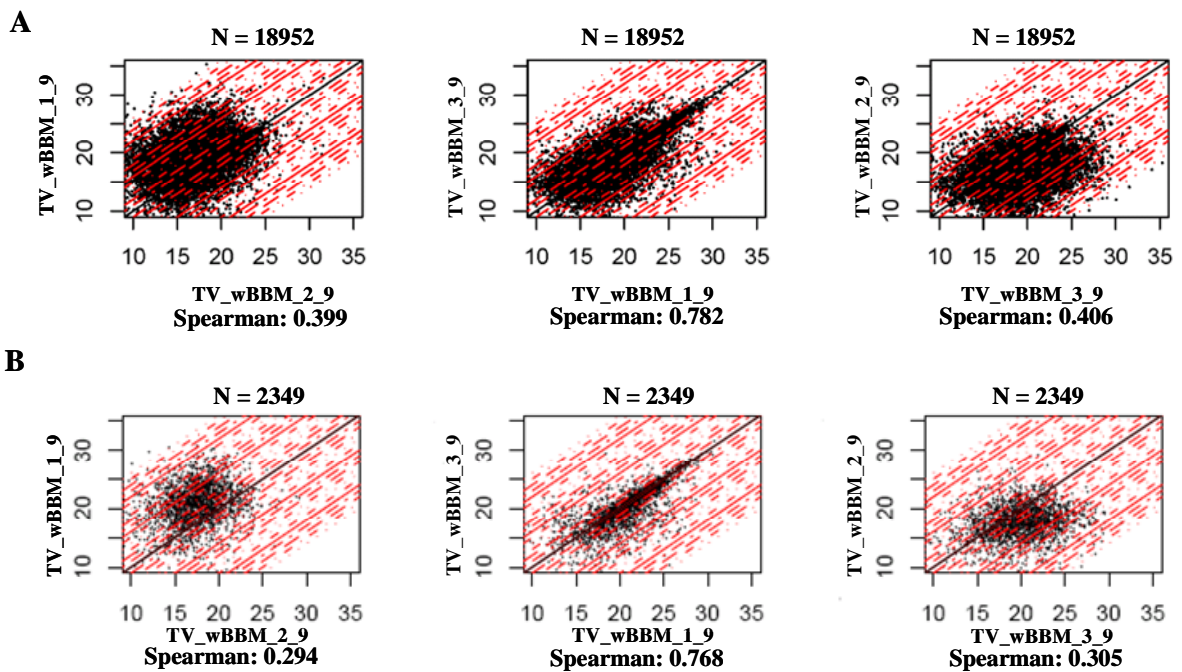 A
N = 18952
N = 18952
N = 18952
TV_wBBM_1_9
30
20
10
10 15 20 25 30 35
TV_wBBM_2_9
Spearman: 0.399
TV_wBBM_3_9
30
20
10
10 15 20 25 30 35
TV_wBBM_1_9
Spearman: 0.782
TV_wBBM_2_9
30
20
10
10 15 20 25 30 35
TV_wBBM_3_9
Spearman: 0.406
B
N = 2349
N = 2349
N = 2349
TV_wBBM_1_9
30
20
10
10 15 20 25 30 35
TV_wBBM_2_9
Spearman: 0.294
TV_wBBM_3_9
30
20
10
10 15 20 25 30 35
TV_wBBM_1_9
Spearman: 0.768
TV_wBBM_2_9
30
20
10
10 15 20 25 30 35
TV_wBBM_3_9
Spearman: 0.305